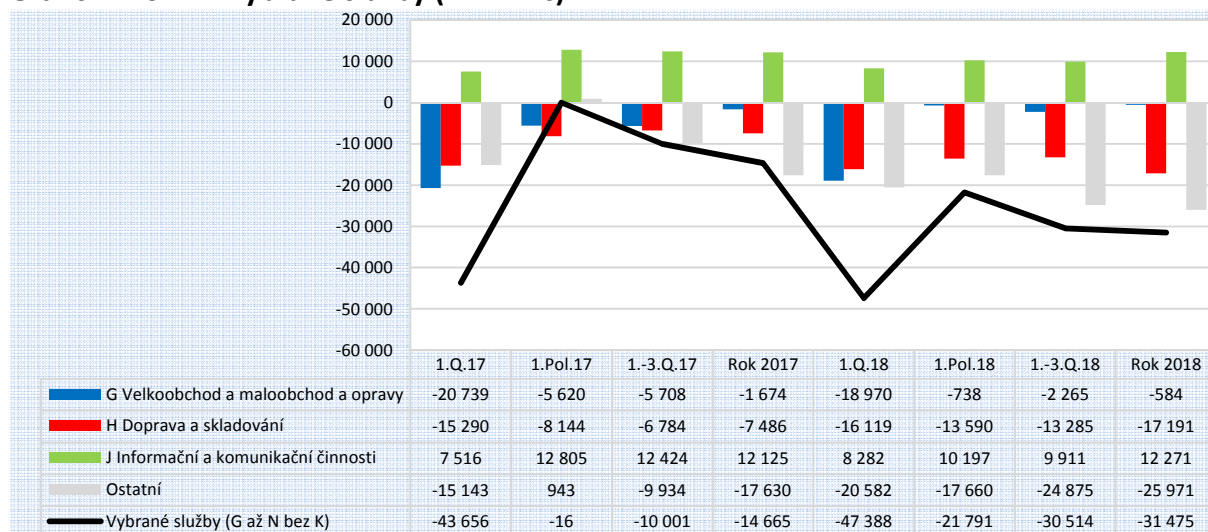 20 000
10 000
0
-10 000
-20 000
-30 000
-40 000
-50 000
-60 000
1.Q.17 1.Pol.17 1.-3.Q.17 Rok 2017 1.Q.18 1.Pol.18 1.-3.Q.18 Rok 2018
G Velkoobchod a maloobchod a opravy -20 739 -5 620 -5 708 -1 674 -18 970 -738 -2 265 -584
H Doprava a skladování -15 290 -8 144 -6 784 -7 486 -16 119 -13 590 -13 285 -17 191
J Informační a komunikační činnosti 7 516 12 805 12 424 12 125 8 282 10 197 9 911 12 271
Ostatní -15 143 943 -9 934 -17 630 -20 582 -17 660 -24 875 -25 971
Vybrané služby (G až N bez K) -43 656 -16 -10 001 -14 665 -47 388 -21 791 -30 514 -31 475